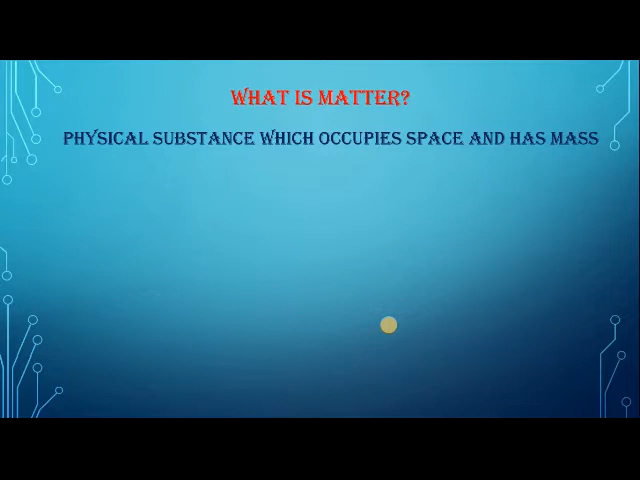 WHAT IS MATTER?
PHYSICAL SUBSTANCE WHICH OCCUPIES SPACE AND HAS MASS